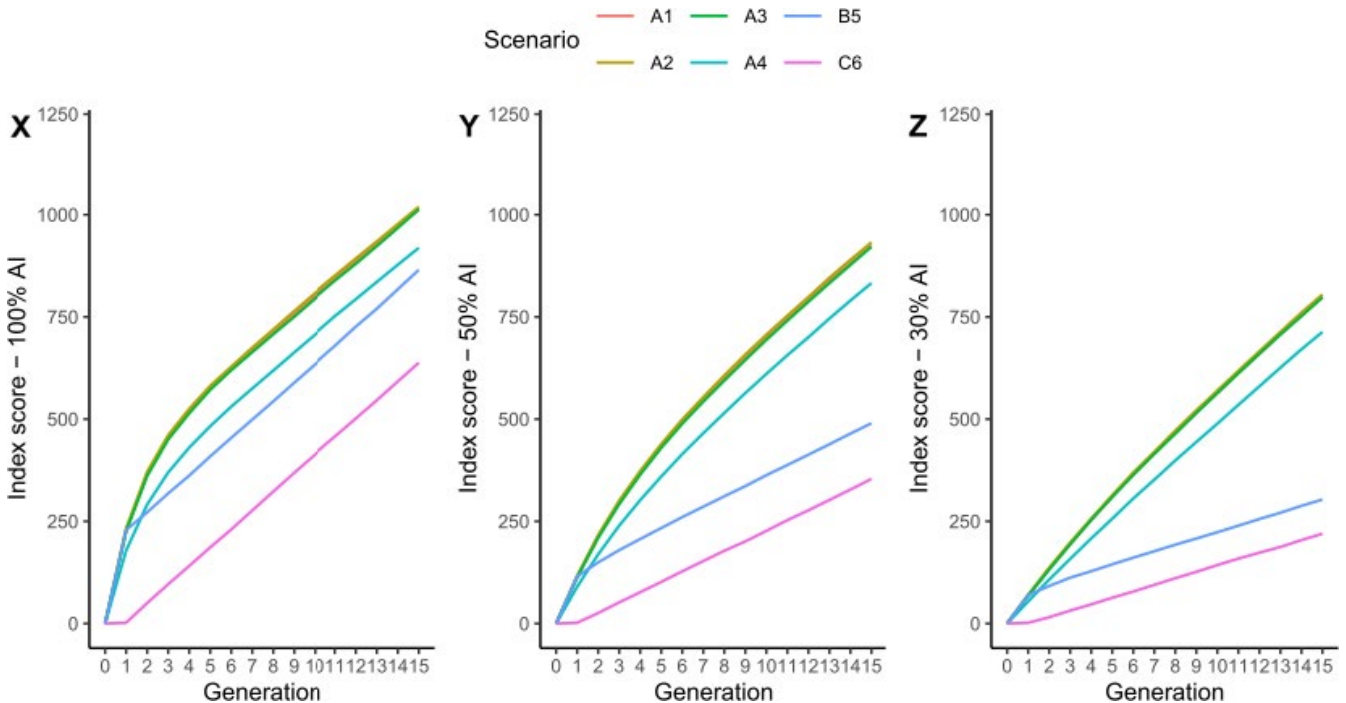 Scenario
A1 A3 B5
A2 A4 C6
X
Index score – 100% AI
1250
1000
750
500
250
0
0 1 2 3 4 5 6 7 8 9 10 11 12 13 14 15
Generation
Y
Index score – 50% AI
1250
1000
750
500
250
0
0 1 2 3 4 5 6 7 8 9 10 11 12 13 14 15
Generation
Z
Index score – 30% AI
1250
1000
750
500
250
0
0 1 2 3 4 5 6 7 8 9 10 11 12 13 14 15
Generation